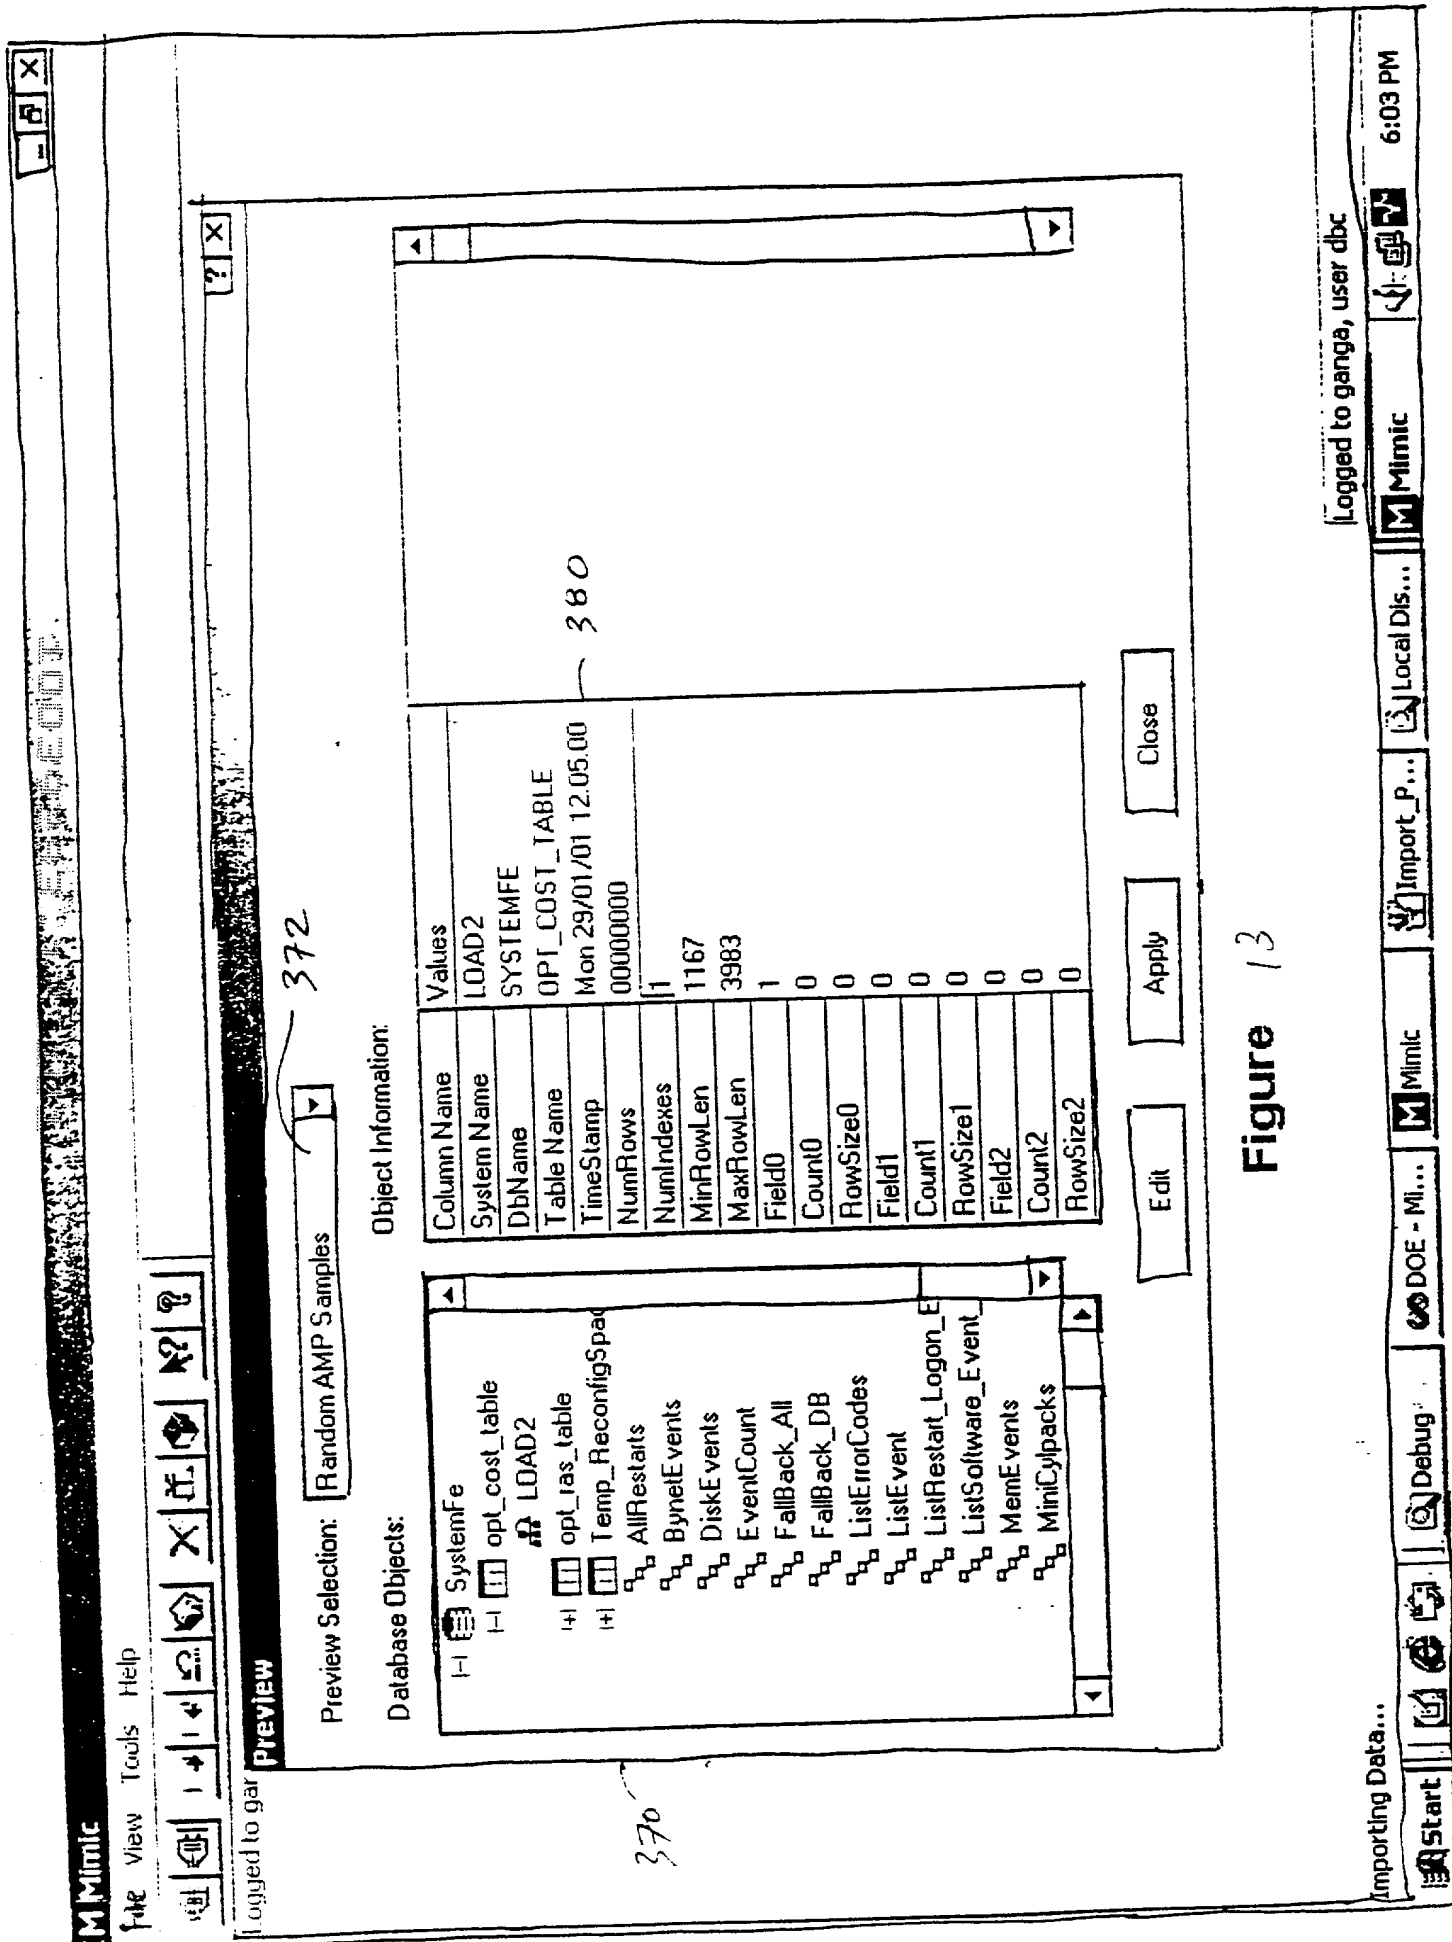 Mimic
File View Tools Help
Logged to gar
Preview
Preview Selection: Random AMP Samples
372
Database Objects:
SystemFe
opt_cost_table
LOAD2
opt_ras_table
Temp_ReconfigSpac
AllRestarts
BynetEvents
DiskEvents
EventCount
FallBack_All
FallBack_DB
ListErrorCodes
ListEvent
ListRestart_Logon_E
ListSoftware_Event_
MemEvents
MiniCylpacks
Object Information:
Column Name Values
System Name LOAD2
DbName SYSTEMFE
Table Name OPT_COST_TABLE
TimeStamp Mon 29/01/01 12.05.00
NumRows 00000000
NumIndexes 1
MinRowLen 1167
MaxRowLen 3983
Field0 1
Count0 0
RowSize0 0
Field1 0
Count1 0
RowSize1 0
Field2 0
Count2 0
RowSize2 0
380
370
Edit Apply Close
Figure 13
Importing Data...
Logged to ganga, user dbc
Start Debug DOE - Mi... Mimic Import_P... Local Dis... Mimic 6:03 PM